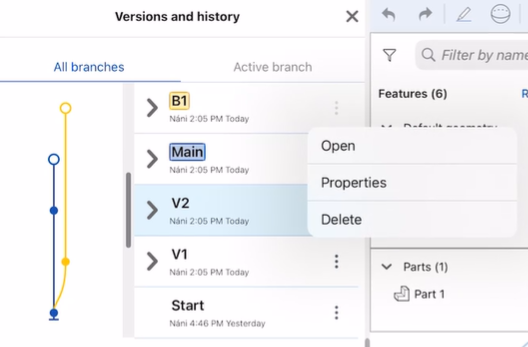 Versions and history
All branches
Active branch
B1
Náni 2:05 PM Today
Main
Náni 2:05 PM Today
V2
Náni 2:05 PM Today
V1
Náni 2:05 PM Today
Start
Náni 4:46 PM Yesterday
Open
Properties
Delete
Filter by name
Features (6)
R
Default geometry
Parts (1)
Part 1